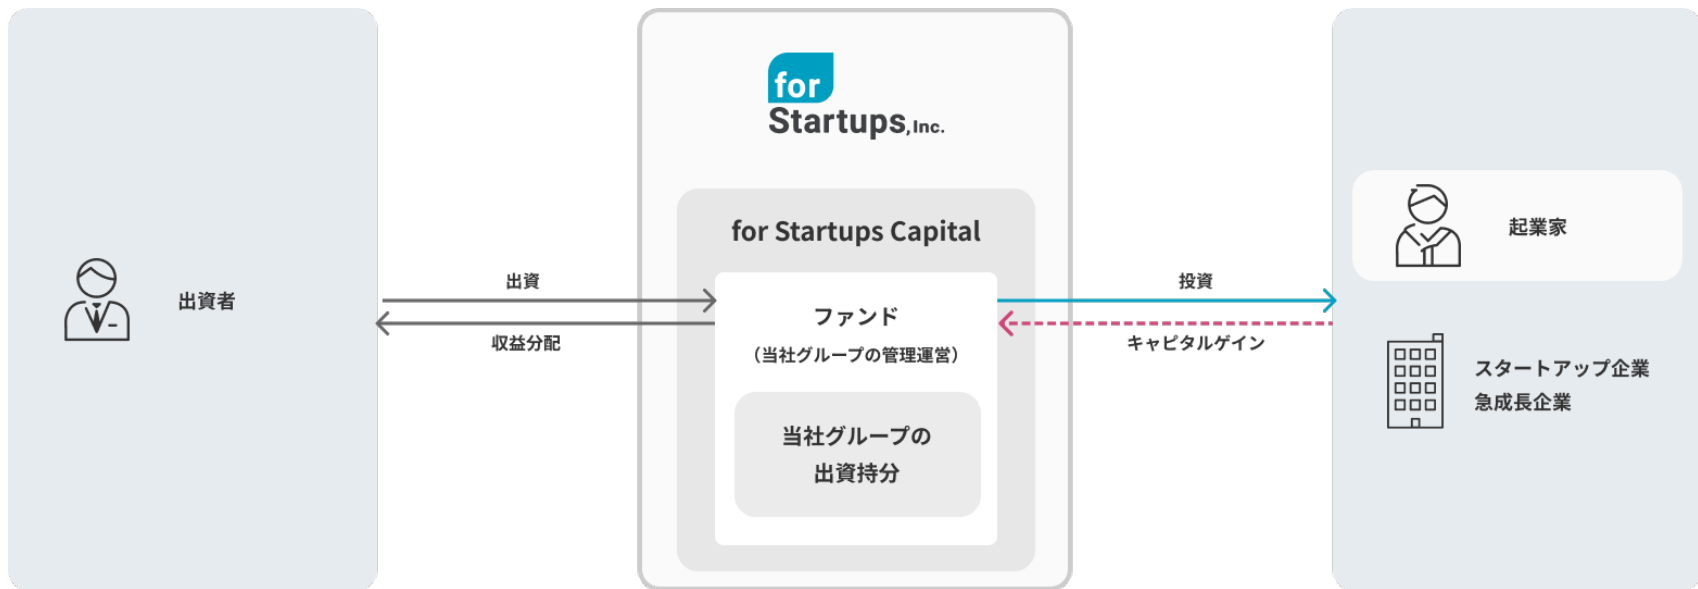 for
Startups, Inc.
for Startups Capital
出資者
出資
収益分配
ファンド
（当社グループの管理運営）
当社グループの
出資持分
投資
キャピタルゲイン
起業家
スタートアップ企業
急成長企業